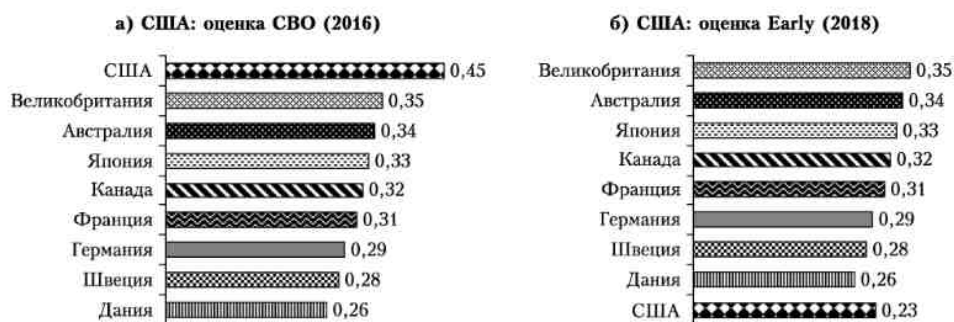 а) США: оценка CBO (2016)
США 0,45
Великобритания 0,35
Австралия 0,34
Япония 0,33
Канада 0,32
Франция 0,31
Германия 0,29
Швеция 0,28
Дания 0,26
б) США: оценка Early (2018)
Великобритания 0,35
Австралия 0,34
Япония 0,33
Канада 0,32
Франция 0,31
Германия 0,29
Швеция 0,28
Дания 0,26
США 0,23